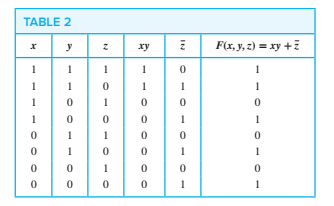 TABLE 2
x y z xy z̄ F(x, y, z) = xy + z̄
1 1 1 1 0 1
1 1 0 1 1 1
1 0 1 0 0 0
1 0 0 0 1 1
0 1 1 0 0 0
0 1 0 0 1 1
0 0 1 0 0 0
0 0 0 0 1 1